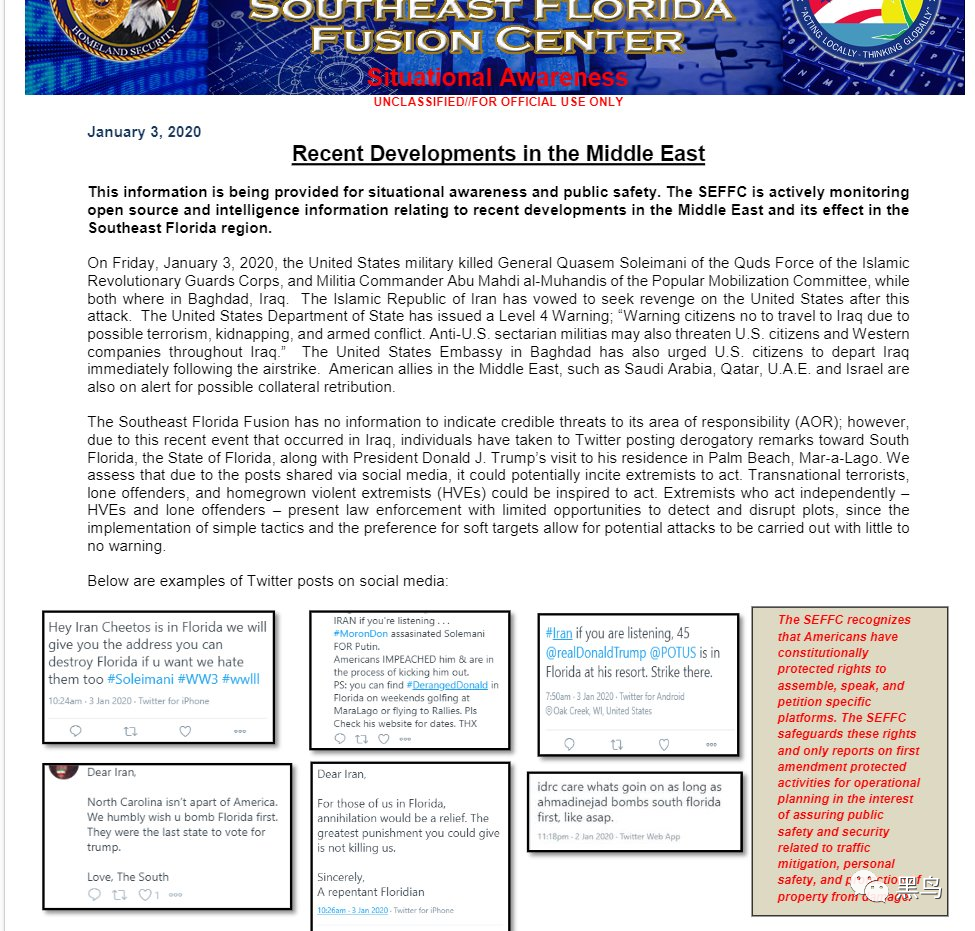 SOUTHEAST FLORIDA
FUSION CENTER
HOMELAND SECURITY
"ACTING LOCALLY - THINKING GLOBALLY"
Situational Awareness
UNCLASSIFIED//FOR OFFICIAL USE ONLY
January 3, 2020
Recent Developments in the Middle East
This information is being provided for situational awareness and public safety. The SEFFC is actively monitoring
open source and intelligence information relating to recent developments in the Middle East and its effect in the
Southeast Florida region.
On Friday, January 3, 2020, the United States military killed General Quasem Soleimani of the Quds Force of the Islamic
Revolutionary Guards Corps, and Militia Commander Abu Mahdi al-Muhandis of the Popular Mobilization Committee, while
both where in Baghdad, Iraq. The Islamic Republic of Iran has vowed to seek revenge on the United States after this
attack. The United States Department of State has issued a Level 4 Warning; “Warning citizens no to travel to Iraq due to
possible terrorism, kidnapping, and armed conflict. Anti-U.S. sectarian militias may also threaten U.S. citizens and Western
companies throughout Iraq.” The United States Embassy in Baghdad has also urged U.S. citizens to depart Iraq
immediately following the airstrike. American allies in the Middle East, such as Saudi Arabia, Qatar, U.A.E. and Israel are
also on alert for possible collateral retribution.
The Southeast Florida Fusion has no information to indicate credible threats to its area of responsibility (AOR); however,
due to this recent event that occurred in Iraq, individuals have taken to Twitter posting derogatory remarks toward South
Florida, the State of Florida, along with President Donald J. Trump’s visit to his residence in Palm Beach, Mar-a-Lago. We
assess that due to the posts shared via social media, it could potentially incite extremists to act. Transnational terrorists,
lone offenders, and homegrown violent extremists (HVEs) could be inspired to act. Extremists who act independently –
HVEs and lone offenders – present law enforcement with limited opportunities to detect and disrupt plots, since the
implementation of simple tactics and the preference for soft targets allow for potential attacks to be carried out with little to
no warning.
Below are examples of Twitter posts on social media:
Hey Iran Cheetos is in Florida we will
give you the address you can
destroy Florida if u want we hate
them too #Soleimani #WW3 #wwlll
10:24am - 3 Jan 2020 - Twitter for iPhone
IRAN if you're listening . . .
#MoronDon assasinated Solemani
FOR Putin.
Americans IMPEACHED him & are in
the process of kicking him out.
PS: you can find #DerangedDonald in
Florida on weekends golfing at
MaraLago or flying to Rallies. Pls
Check his website for dates. THX
#Iran if you are listening, 45
@realDonaldTrump @POTUS is in
Florida at his resort. Strike there.
7:50am - 3 Jan 2020 - Twitter for Android
Oak Creek, WI, United States
Dear Iran,
North Carolina isn't apart of America.
We humbly wish u bomb Florida first.
They were the last state to vote for
trump.
Love, The South
1
Dear Iran,
For those of us in Florida,
annihilation would be a relief. The
greatest punishment you could give
is not killing us.
Sincerely,
A repentant Floridian
10:26am - 3 Jan 2020 - Twitter for iPhone
idrc care whats goin on as long as
ahmadinejad bombs south florida
first, like asap.
11:18pm - 2 Jan 2020 - Twitter Web App
The SEFFC recognizes
that Americans have
constitutionally
protected rights to
assemble, speak, and
petition specific
platforms. The SEFFC
safeguards these rights
and only reports on first
amendment protected
activities for operational
planning in the interest
of assuring public
safety and security
related to traffic
mitigation, personal
safety, and of
property from
黑鸟